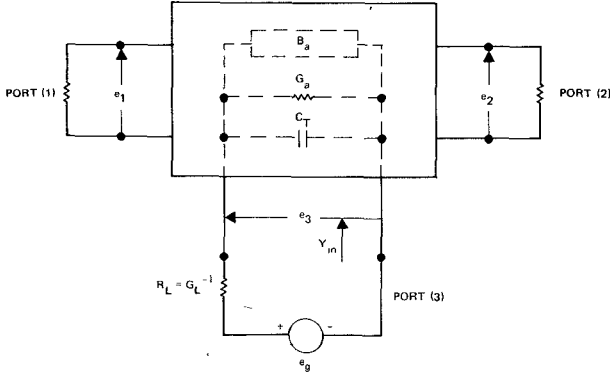 B_a
G_a
C_T
PORT (1)
e_1
e_2
PORT (2)
e_3
Y_in
R_L = G_L^-1
PORT (3)
+ -
e_g